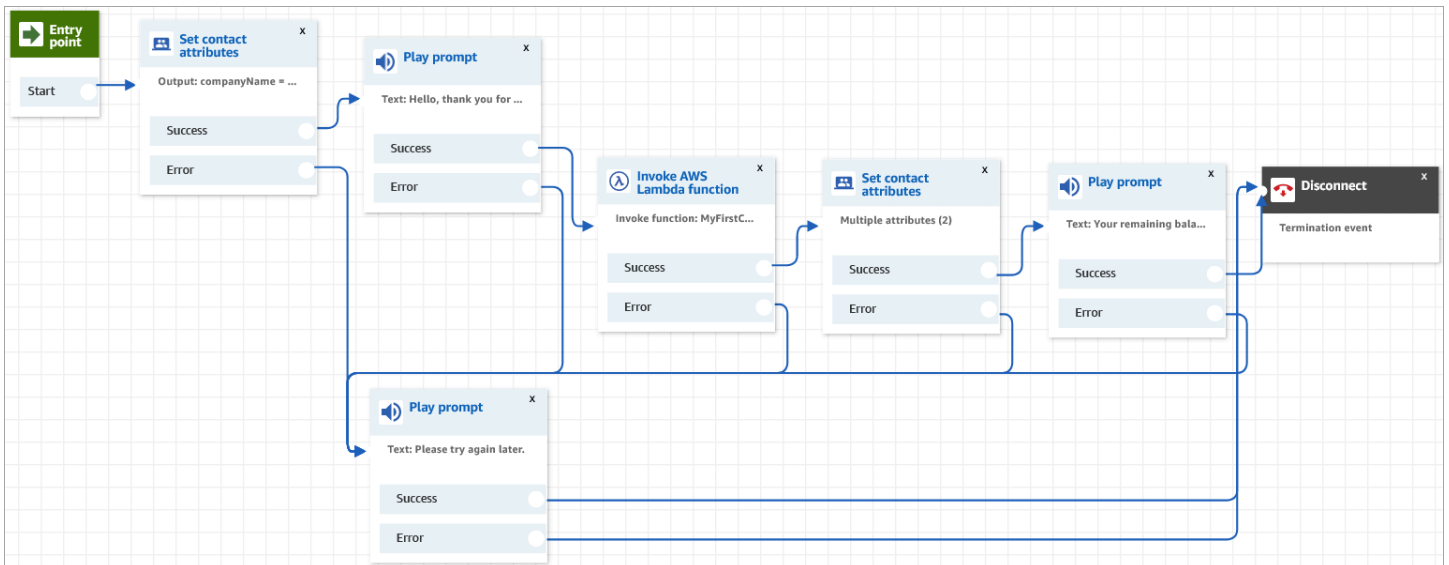 Entry
point
Start
Set contact
attributes
x
Output: companyName = ...
Success
Error
Play prompt
x
Text: Hello, thank you for ...
Success
Error
Invoke AWS
Lambda function
x
Invoke function: MyFirstC...
Success
Error
Set contact
attributes
x
Multiple attributes (2)
Success
Error
Play prompt
x
Text: Your remaining bala...
Success
Error
Disconnect
x
Termination event
Play prompt
x
Text: Please try again later.
Success
Error